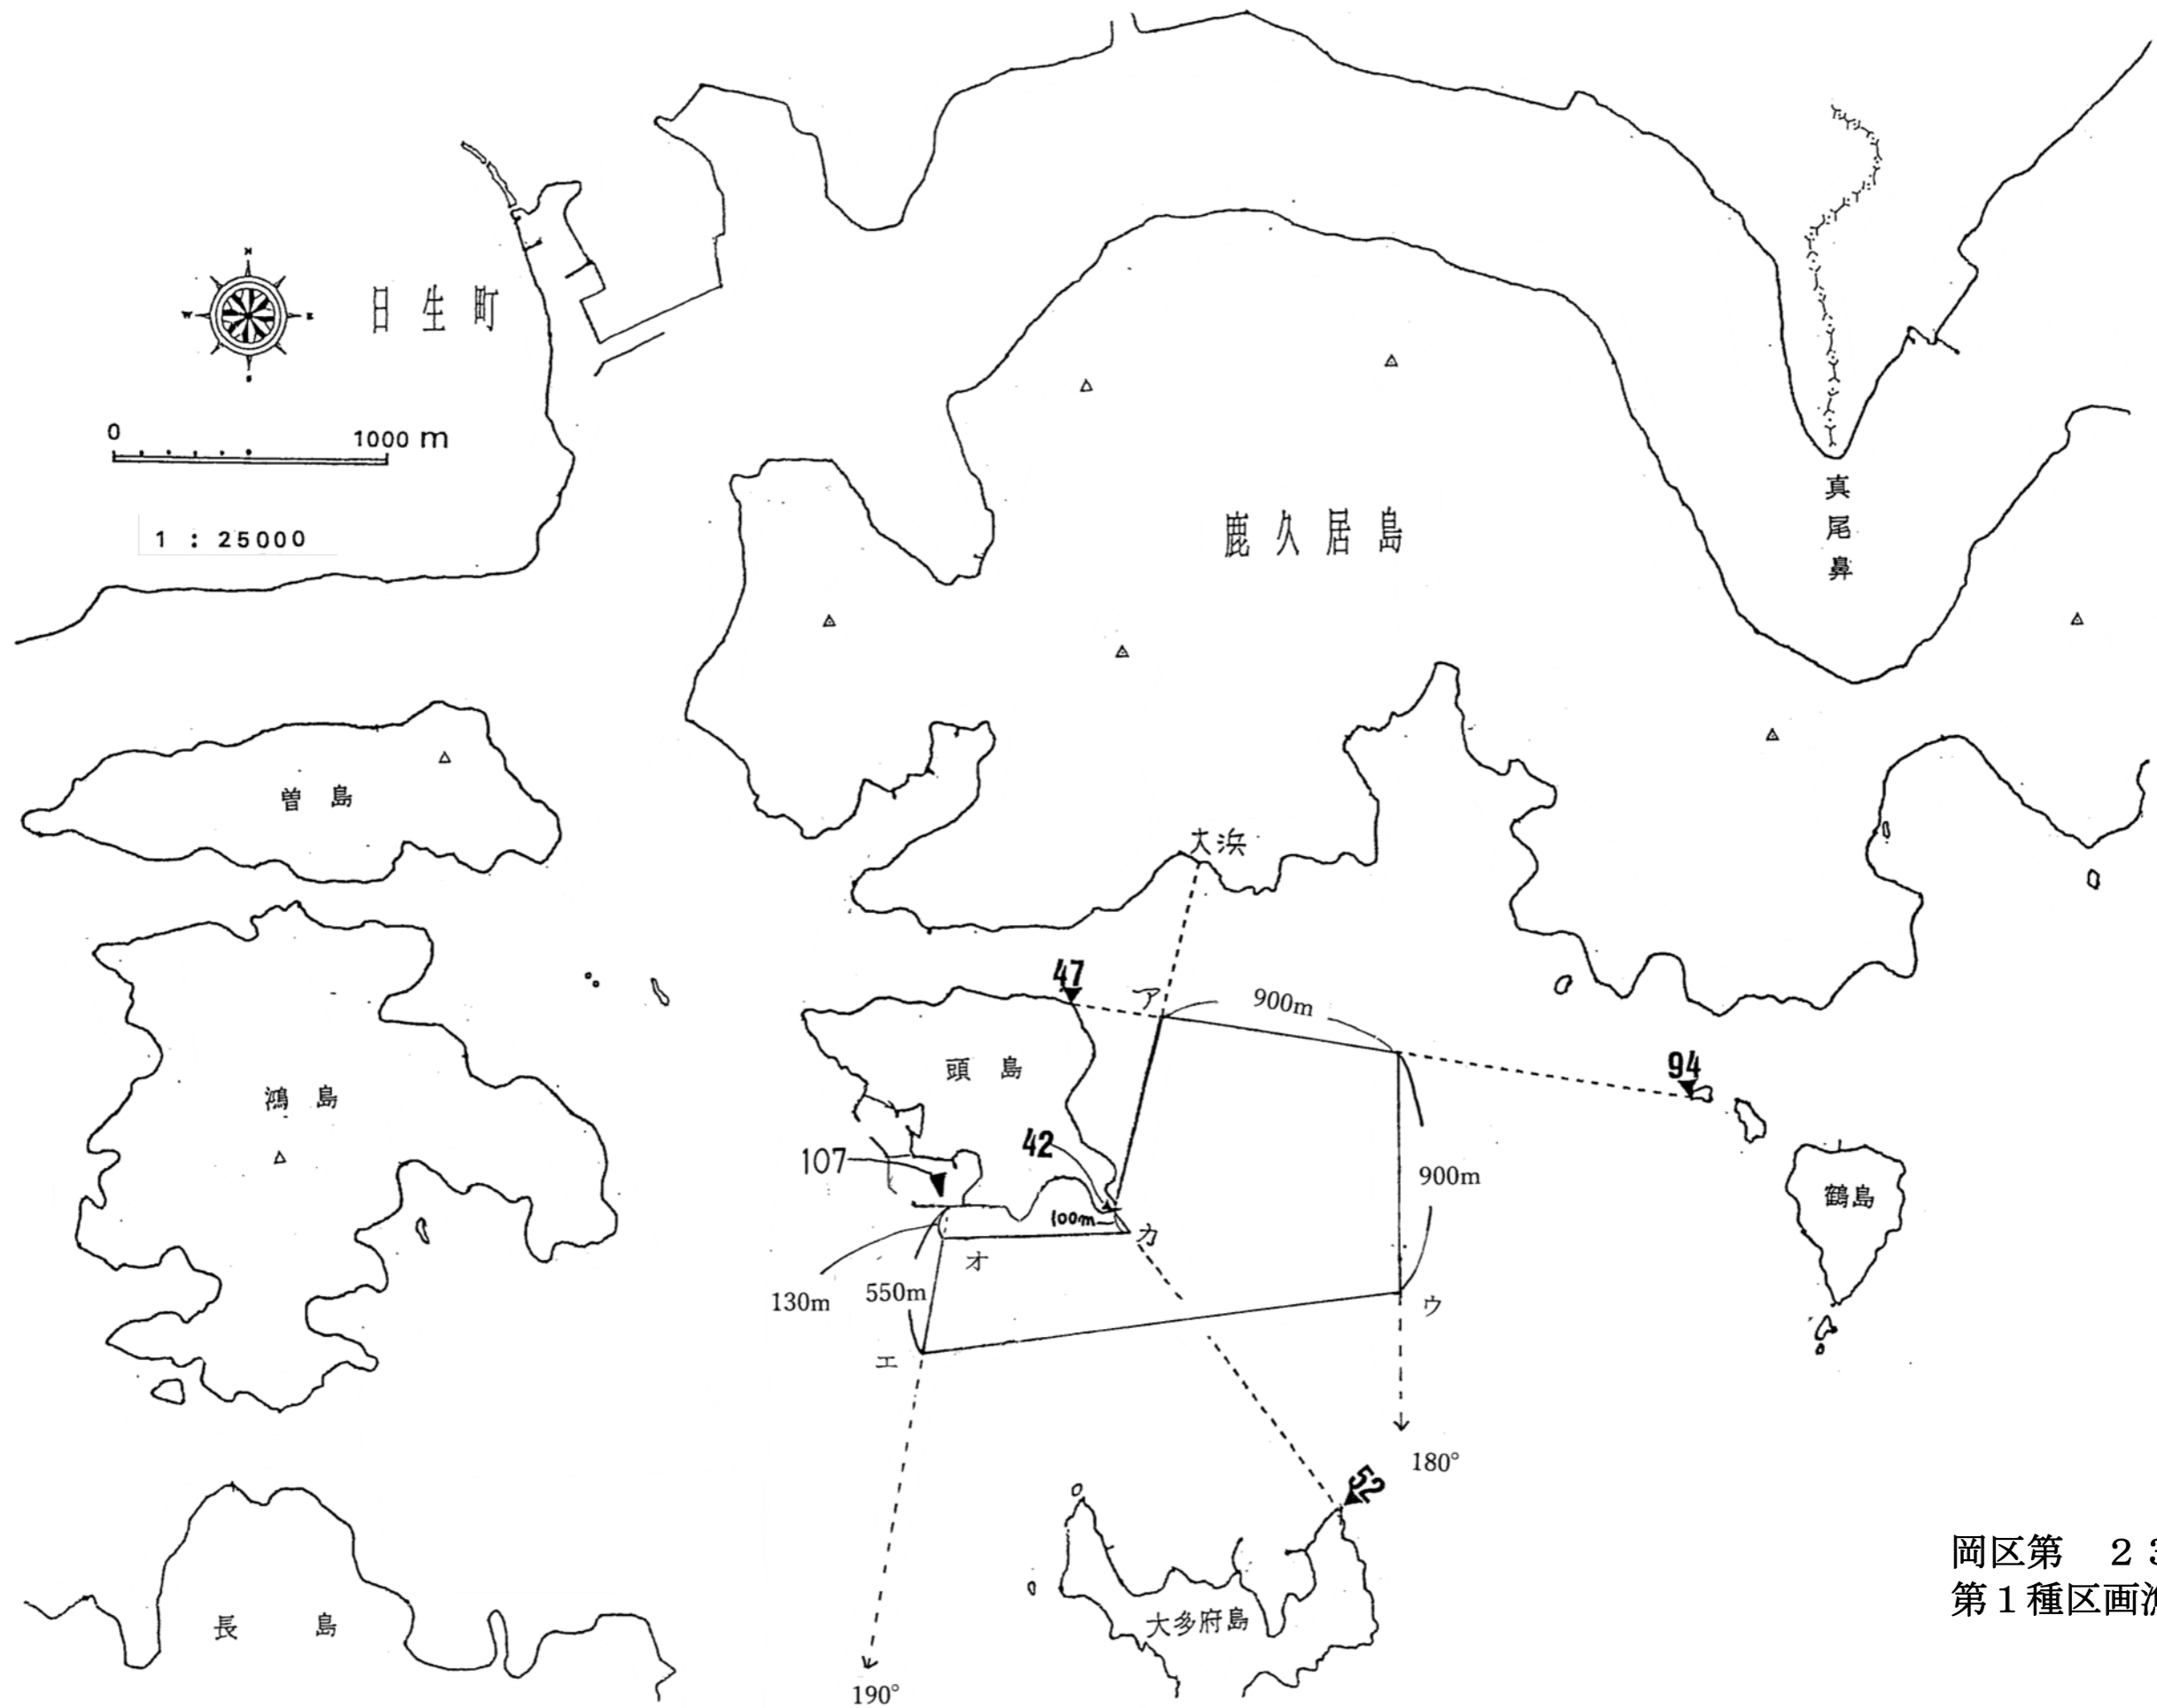 N
W
E
S
日生町
0
1000 m
1 : 25000
真尾鼻
鹿久居島
曽島
大浜
47
ア
900m
94
頭島
鴻島
42
107
900m
鶴島
100m
カ
オ
130m
550m
ウ
エ
180°
52
岡区第 23
第1種区画
長島
大多府島
190°